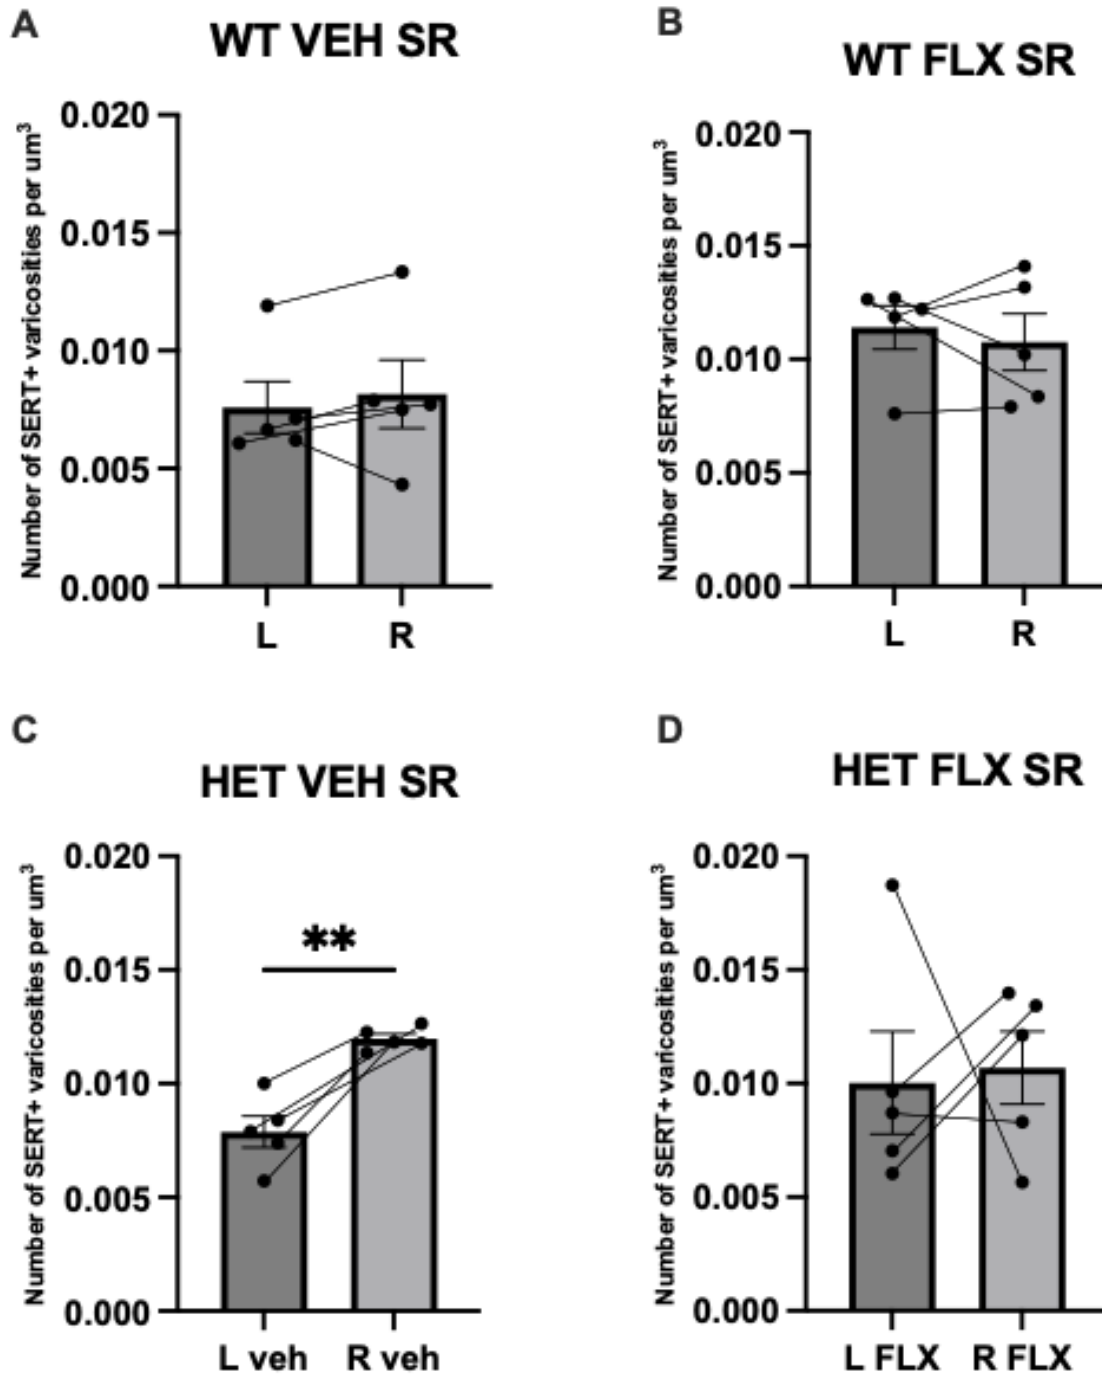 A
WT VEH SR
Number of SERT+ varicosities per um³
0.020
0.015
0.010
0.005
0.000
L R
B
WT FLX SR
Number of SERT+ varicosities per um³
0.020
0.015
0.010
0.005
0.000
L R
C
HET VEH SR
Number of SERT+ varicosities per um³
0.020
0.015
0.010
0.005
0.000
**
L veh R veh
D
HET FLX SR
Number of SERT+ varicosities per um³
0.020
0.015
0.010
0.005
0.000
L FLX R FLX